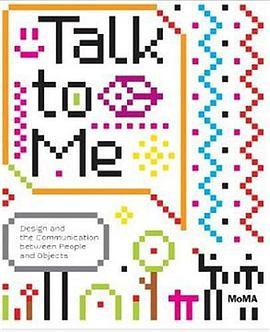 Talk
to
Me
Design and
the Communication
between People
and Objects
MoMA